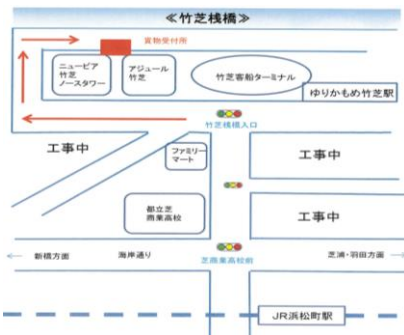 ≪竹芝桟橋≫
貨物受付所
ニューピア
竹芝
ノースタワー
アジュール
竹芝
竹芝客船ターミナル
ゆりかもめ竹芝駅
竹芝桟橋入口
工事中
ファミリー
マート
工事中
都立芝
商業高校
工事中
← 新橋方面
海岸通り
芝商業高校前
芝浦・羽田方面 →
JR浜松町駅